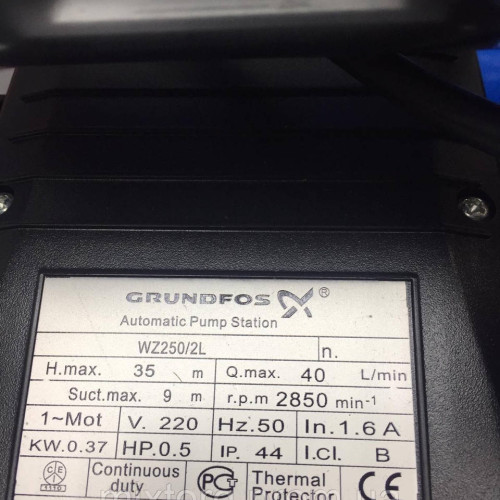 GRUNDFOS ®
Automatic Pump Station
WZ250/2L n.
H.max. 35 m Q.max. 40 L/min
Suct.max. 9 m r.p.m 2850 min-1
1~Mot V. 220 Hz.50 In.1.6 A
KW.0.37 HP.0.5 IP. 44 I.Cl. B
Continuous duty
Thermal Protector
CE